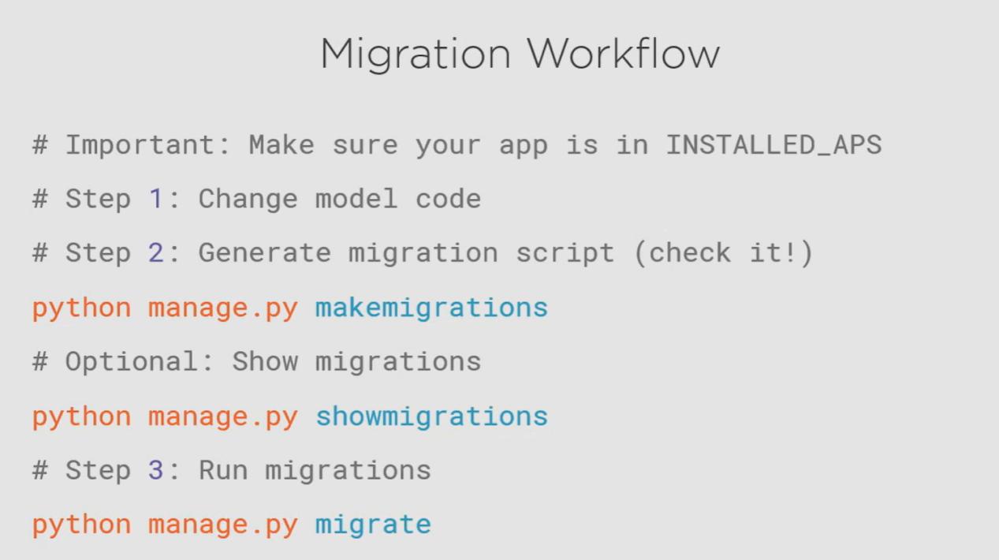 Migration Workflow
# Important: Make sure your app is in INSTALLED_APS
# Step 1: Change model code
# Step 2: Generate migration script (check it!)
python manage.py makemigrations
# Optional: Show migrations
python manage.py showmigrations
# Step 3: Run migrations
python manage.py migrate